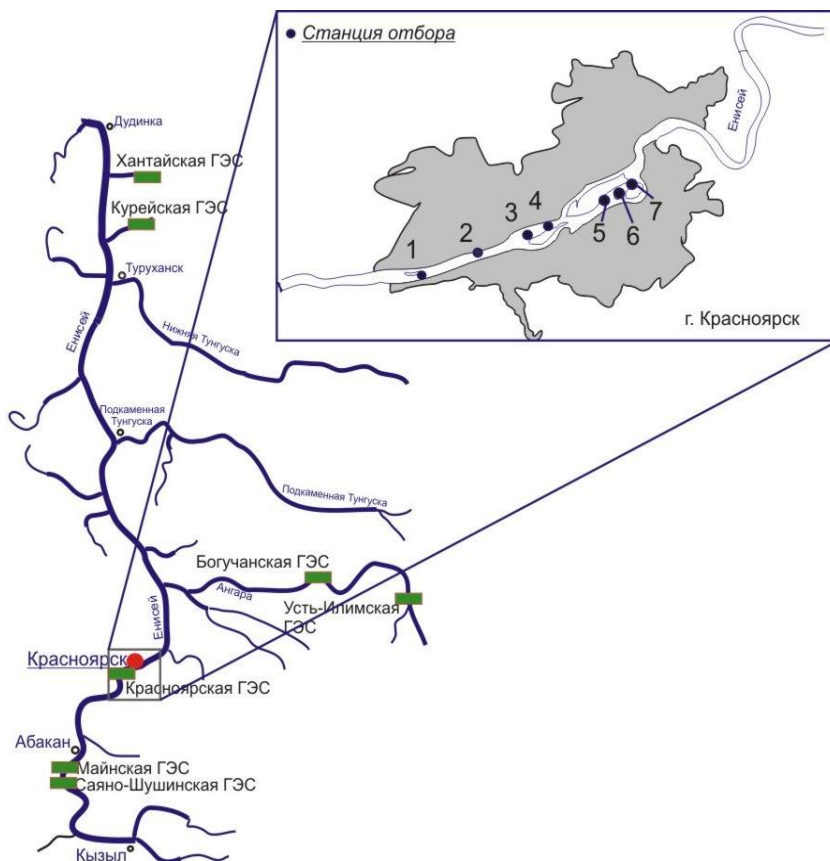 Станция отбора
Енисей
1
2
3
4
5
6
7
г. Красноярск
Дудинка
Хантайская ГЭС
Курейская ГЭС
Туруханск
Енисей
Нижняя Тунгуска
Подкаменная
Тунгуска
Подкаменная Тунгуска
Богучанская ГЭС
Ангара
Усть-Илимская
ГЭС
Енисей
Красноярск
Красноярская ГЭС
Абакан
Майнская ГЭС
Саяно-Шушинская ГЭС
Кызыл